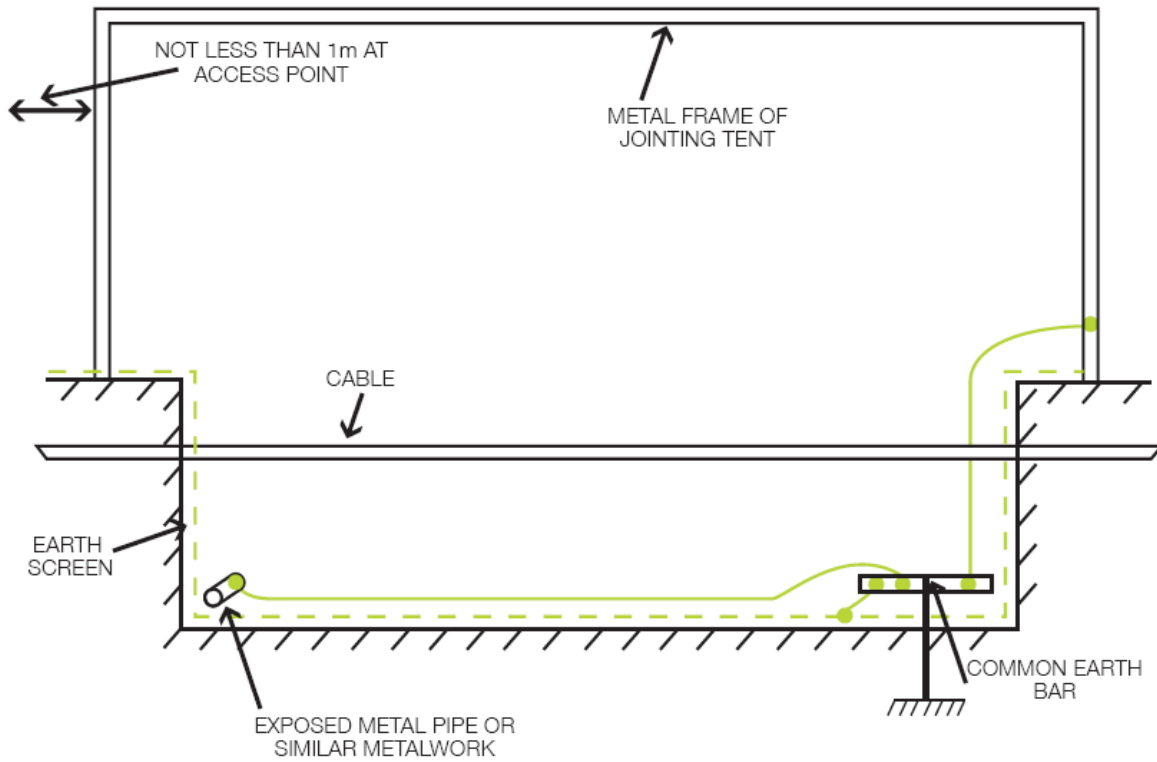 NOT LESS THAN 1m AT
ACCESS POINT
METAL FRAME OF
JOINTING TENT
CABLE
EARTH
SCREEN
COMMON EARTH
BAR
EXPOSED METAL PIPE OR
SIMILAR METALWORK